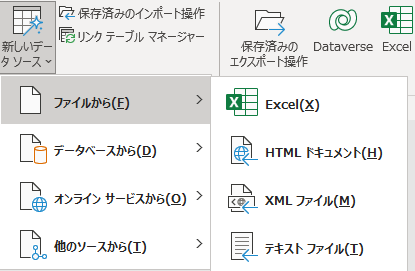 新しいデー
タ ソース
保存済みのインポート操作
リンク テーブル マネージャー
保存済みの
エクスポート操作
Dataverse
Excel
ファイルから(F)
データベースから(D)
オンライン サービスから(O)
他のソースから(T)
Excel(X)
HTML ドキュメント(H)
XML ファイル(M)
テキスト ファイル(T)